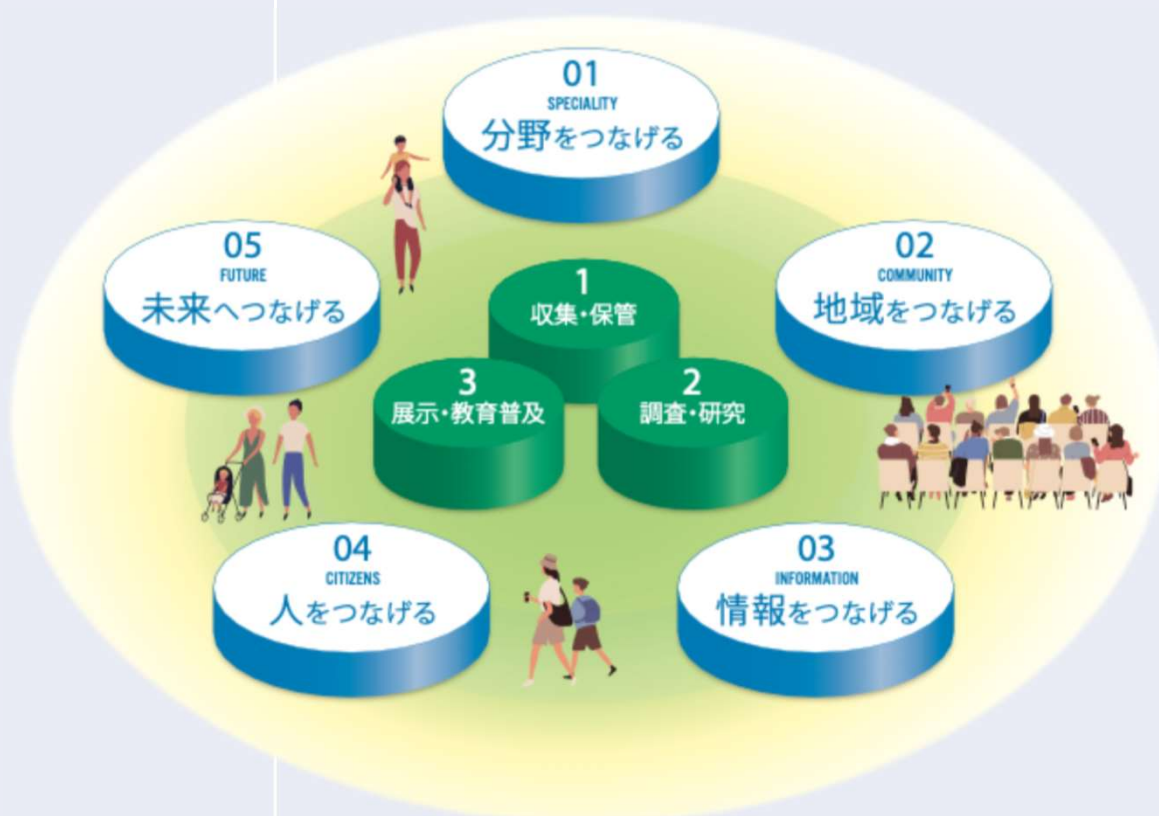 01
SPECIALITY
分野をつなげる
02
COMMUNITY
地域をつなげる
03
INFORMATION
情報をつなげる
04
CITIZENS
人をつなげる
05
FUTURE
未来へつなげる
1
収集・保管
2
調査・研究
3
展示・教育普及